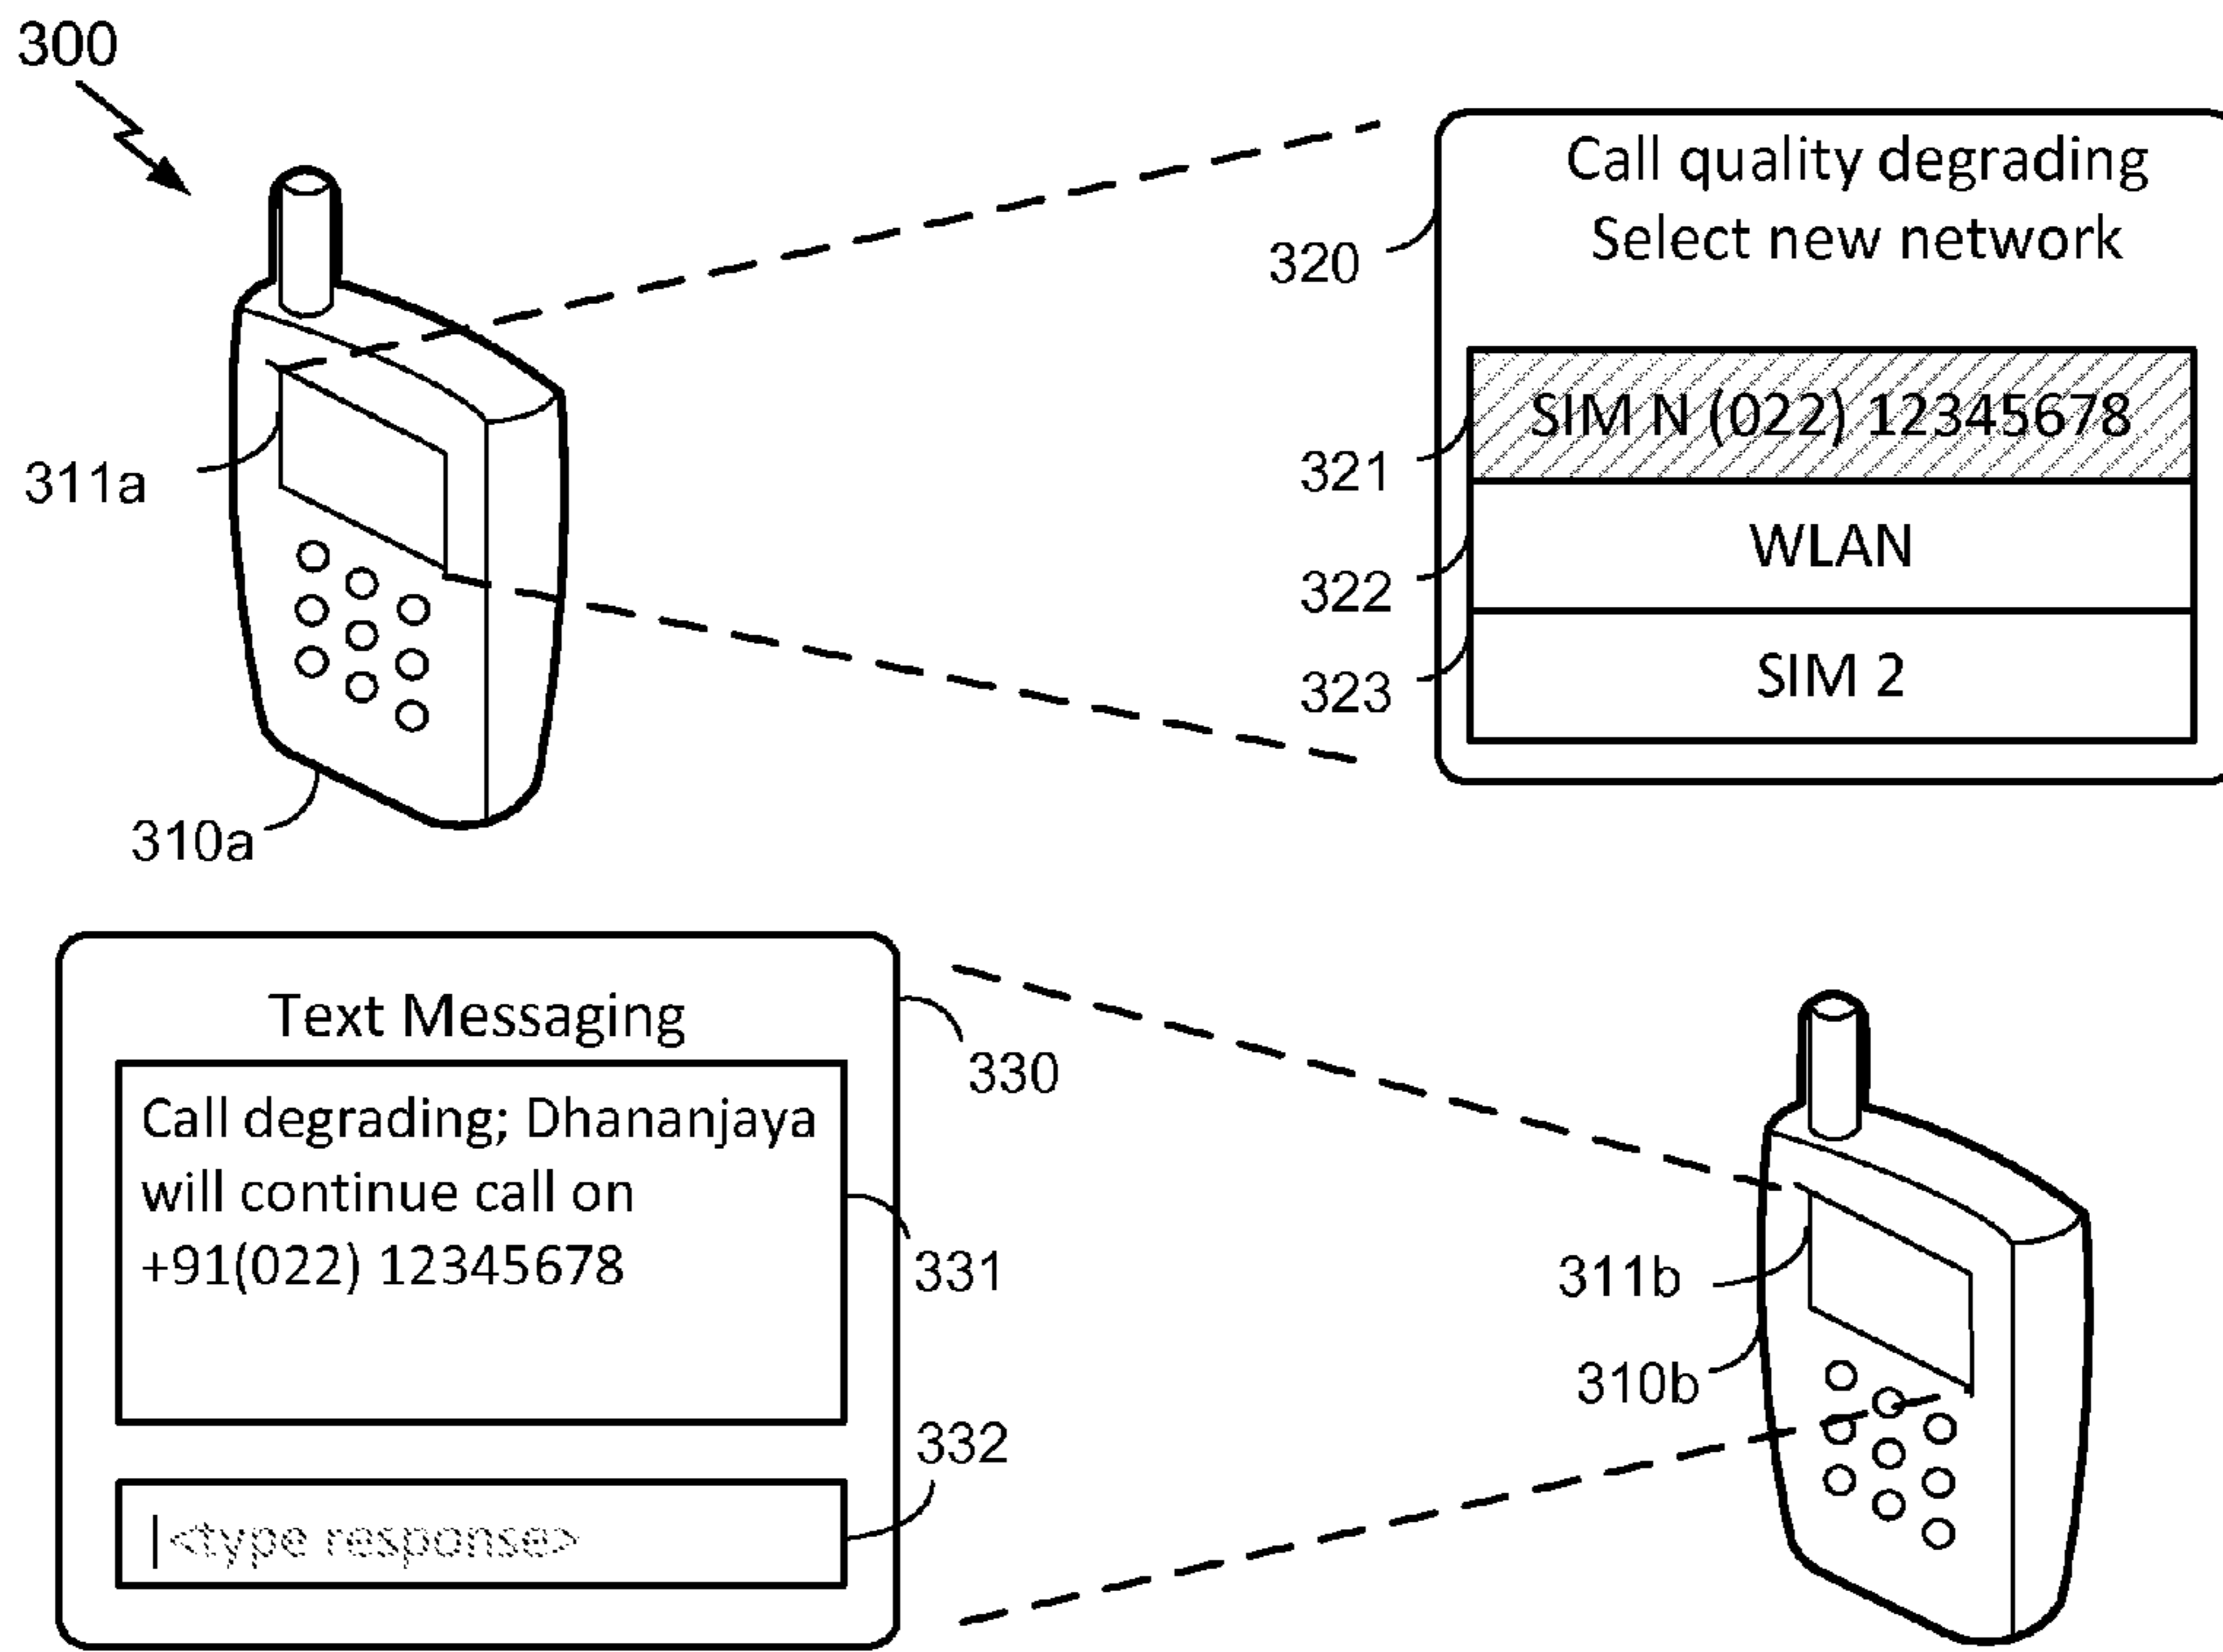 300
Call quality degrading
Select new network
320
SIM N (022) 12345678
321
311a
WLAN
322
SIM 2
323
310a
Text Messaging
330
Call degrading; Dhananjaya
will continue call on
+91(022) 12345678
331
311b
310b
332
|<type response>